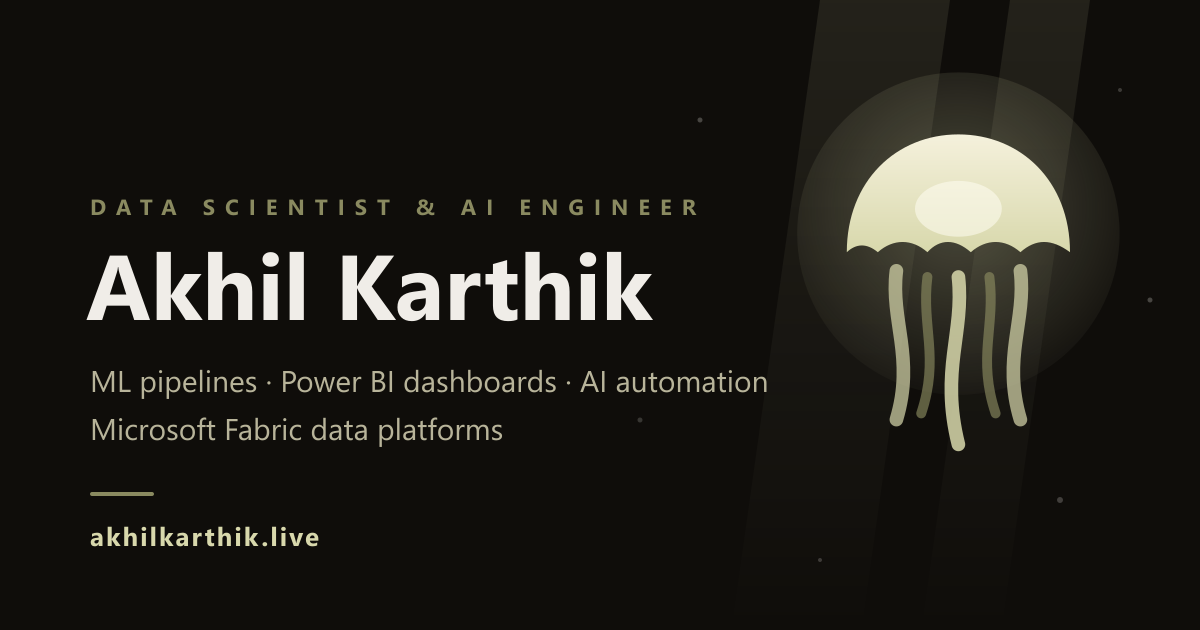 DATA SCIENTIST & AI ENGINEER
Akhil Karthik
ML pipelines · Power BI dashboards · AI automation
Microsoft Fabric data platforms
akhilkarthik.live